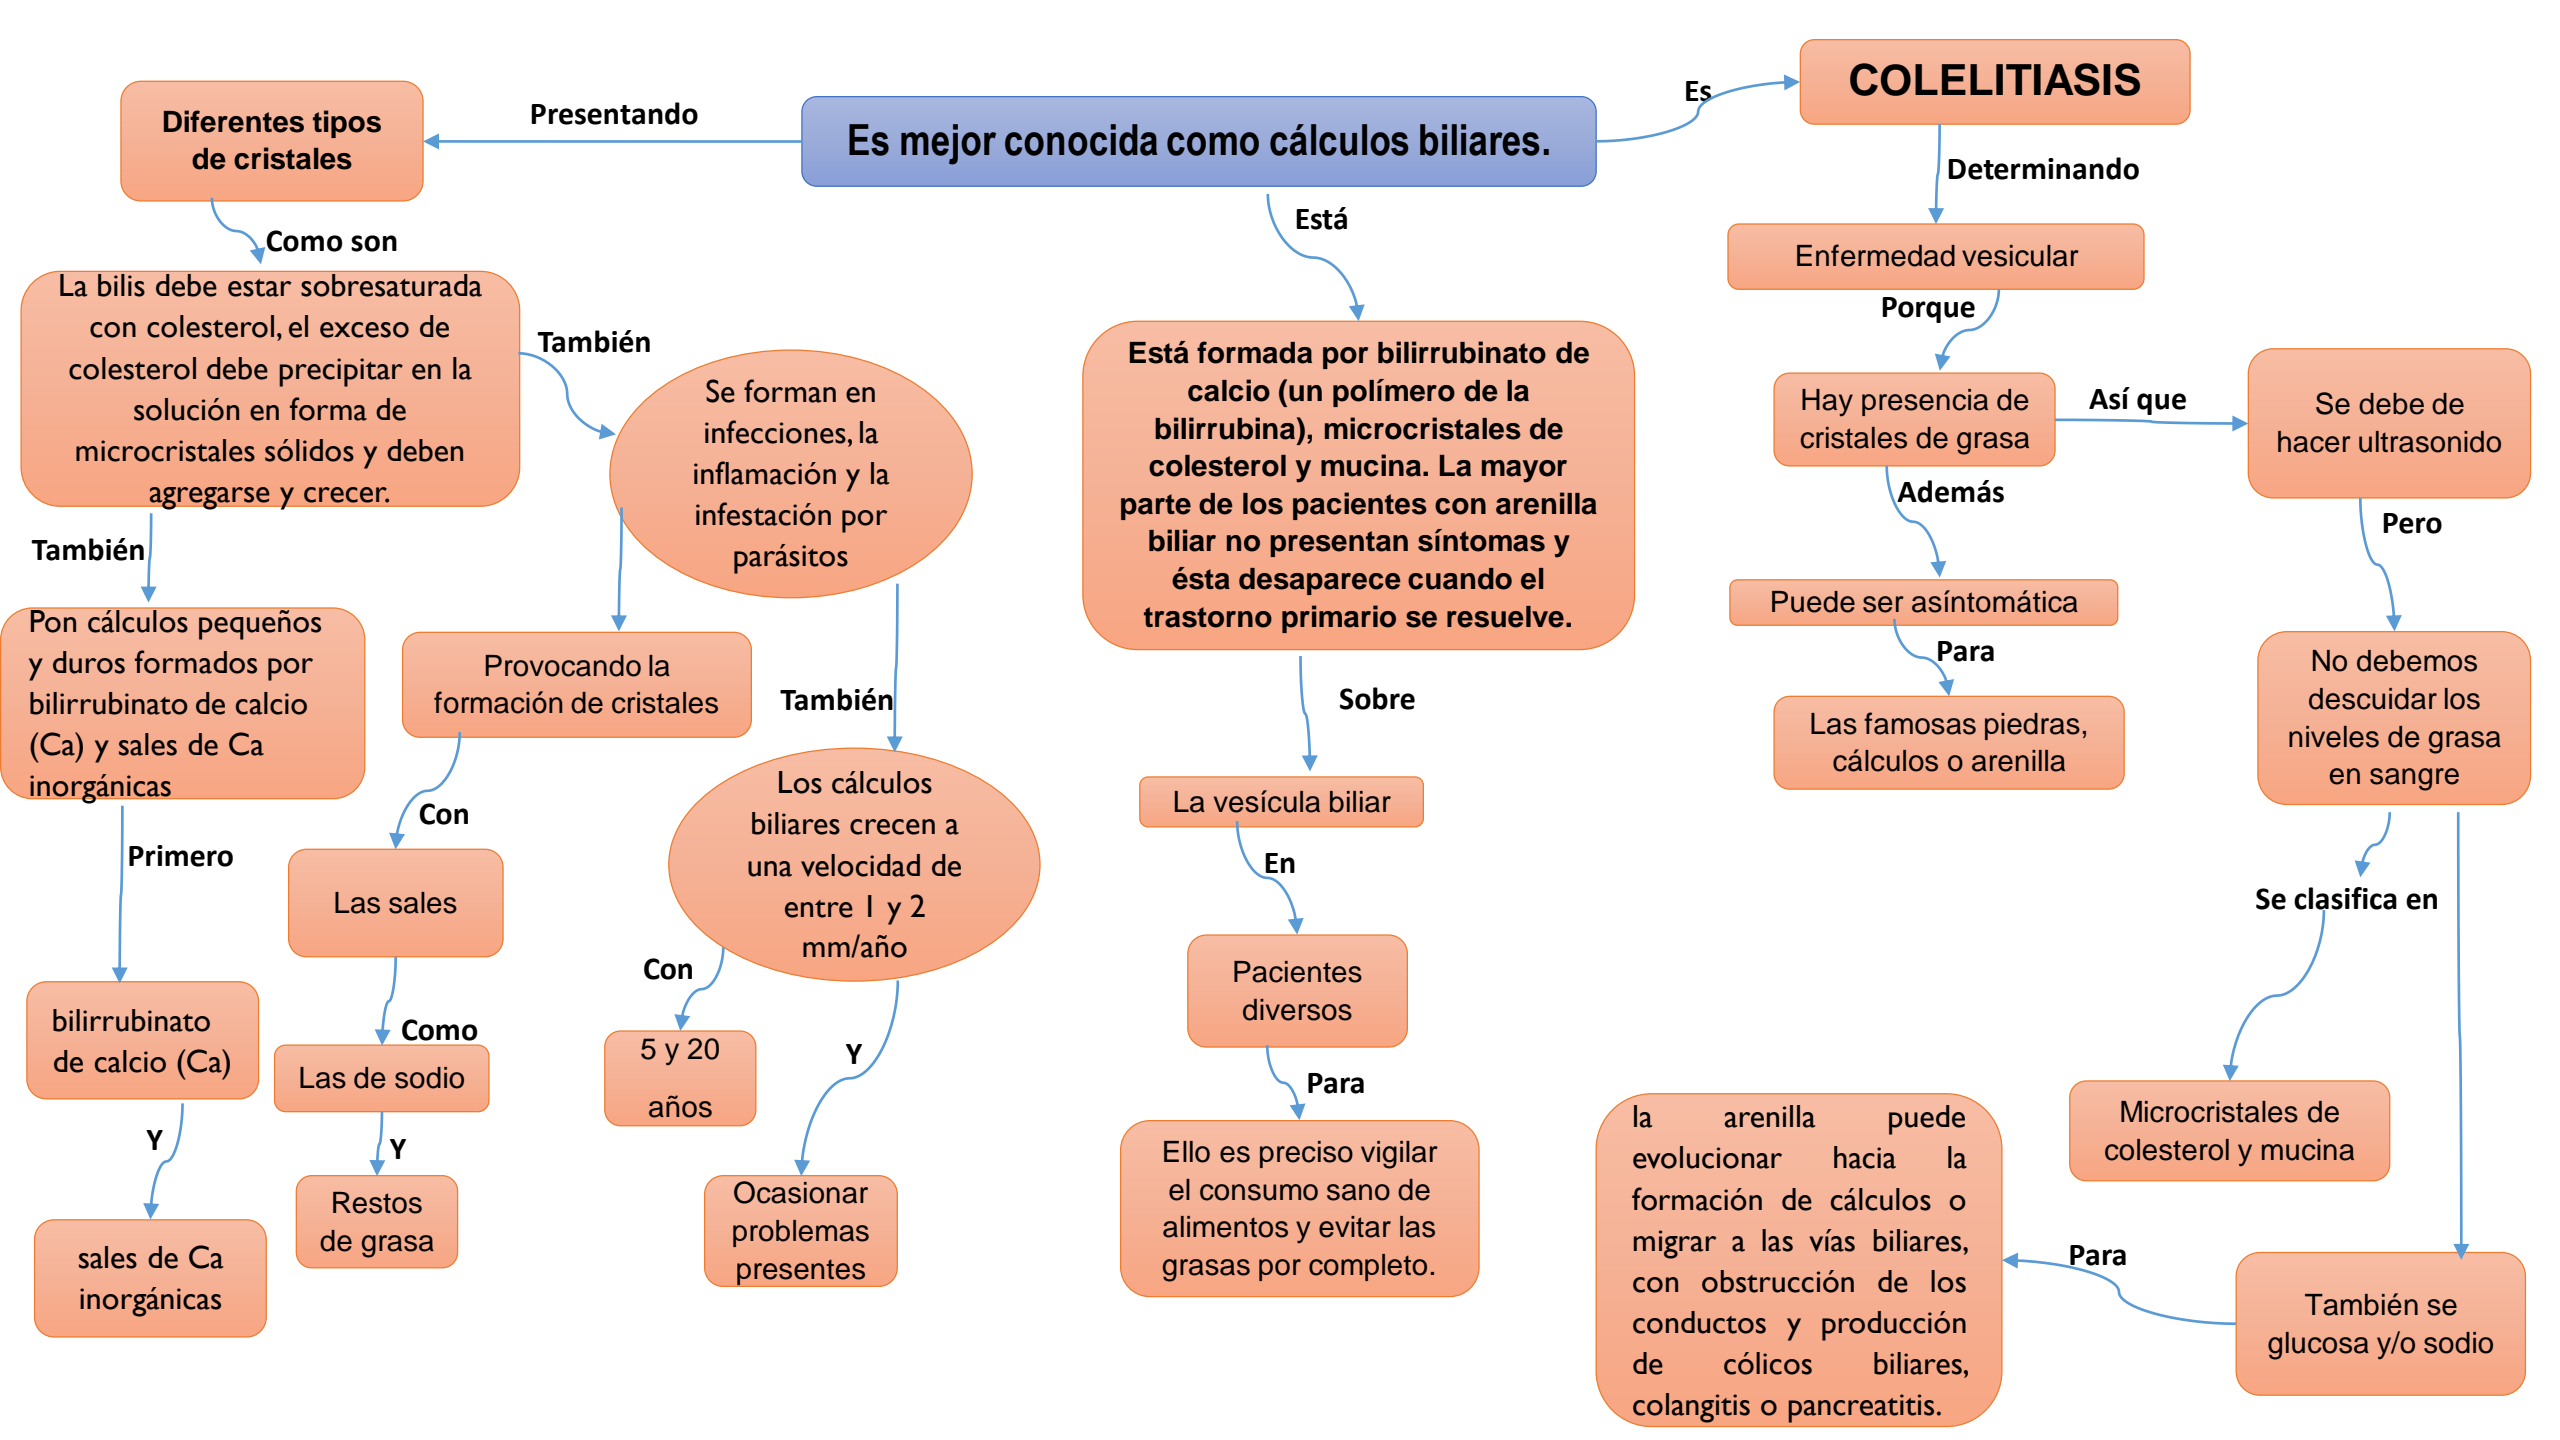 COLELITIASIS
Es
Es mejor conocida como cálculos biliares.
Presentando
Diferentes tipos
de cristales
Como son
La bilis debe estar sobresaturada
con colesterol, el exceso de
colesterol debe precipitar en la
solución en forma de
microcristales sólidos y deben
agregarse y crecer.
También
Pon cálculos pequeños
y duros formados por
bilirrubinato de calcio
(Ca) y sales de Ca
inorgánicas
Primero
bilirrubinato
de calcio (Ca)
Y
sales de Ca
inorgánicas
También
Se forman en
infecciones, la
inflamación y la
infestación por
parásitos
Provocando la
formación de cristales
Con
Las sales
Como
Las de sodio
Y
Restos
de grasa
También
Los cálculos
biliares crecen a
una velocidad de
entre 1 y 2
mm/año
Con
5 y 20
años
Y
Ocasionar
problemas
presentes
Está
Está formada por bilirrubinato de
calcio (un polímero de la
bilirrubina), microcristales de
colesterol y mucina. La mayor
parte de los pacientes con arenilla
biliar no presentan síntomas y
ésta desaparece cuando el
trastorno primario se resuelve.
Sobre
La vesícula biliar
En
Pacientes
diversos
Para
Ello es preciso vigilar
el consumo sano de
alimentos y evitar las
grasas por completo.
Determinando
Enfermedad vesicular
Porque
Hay presencia de
cristales de grasa
Además
Puede ser asíntomática
Para
Las famosas piedras,
cálculos o arenilla
Así que
Se debe de
hacer ultrasonido
Pero
No debemos
descuidar los
niveles de grasa
en sangre
Se clasifica en
Microcristales de
colesterol y mucina
También se
glucosa y/o sodio
Para
la arenilla puede
evolucionar hacia la
formación de cálculos o
migrar a las vías biliares,
con obstrucción de los
conductos y producción
de cólicos biliares,
colangitis o pancreatitis.